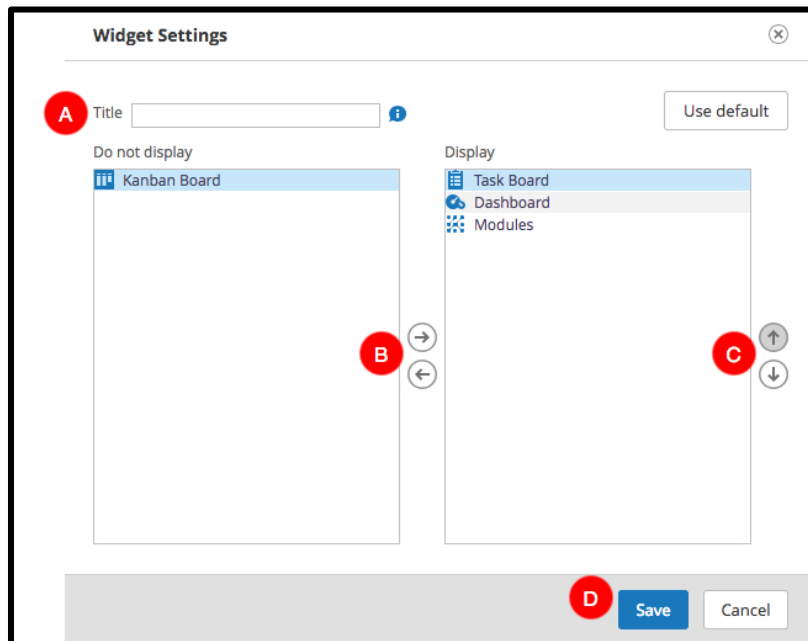 Widget Settings
A Title Use default
Do not display Display
Kanban Board Task Board
Dashboard
Modules
B C
D Save Cancel